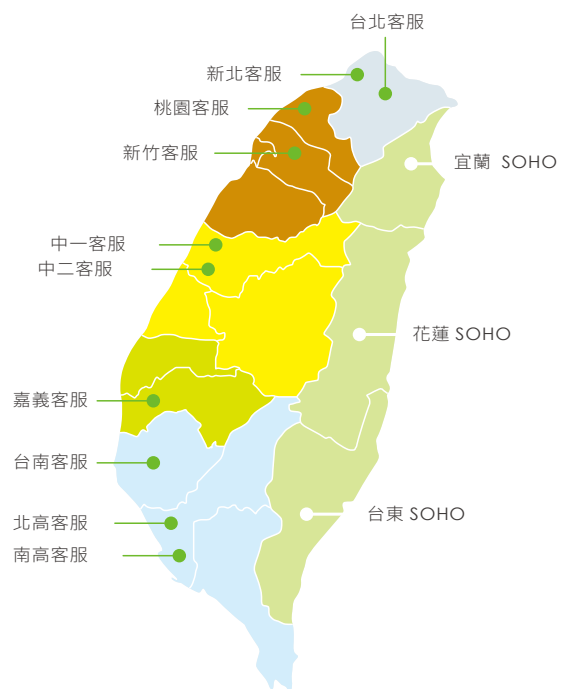 台北客服
新北客服
桃園客服
新竹客服
宜蘭 SOHO
中一客服
中二客服
花蓮 SOHO
嘉義客服
台南客服
台東 SOHO
北高客服
南高客服